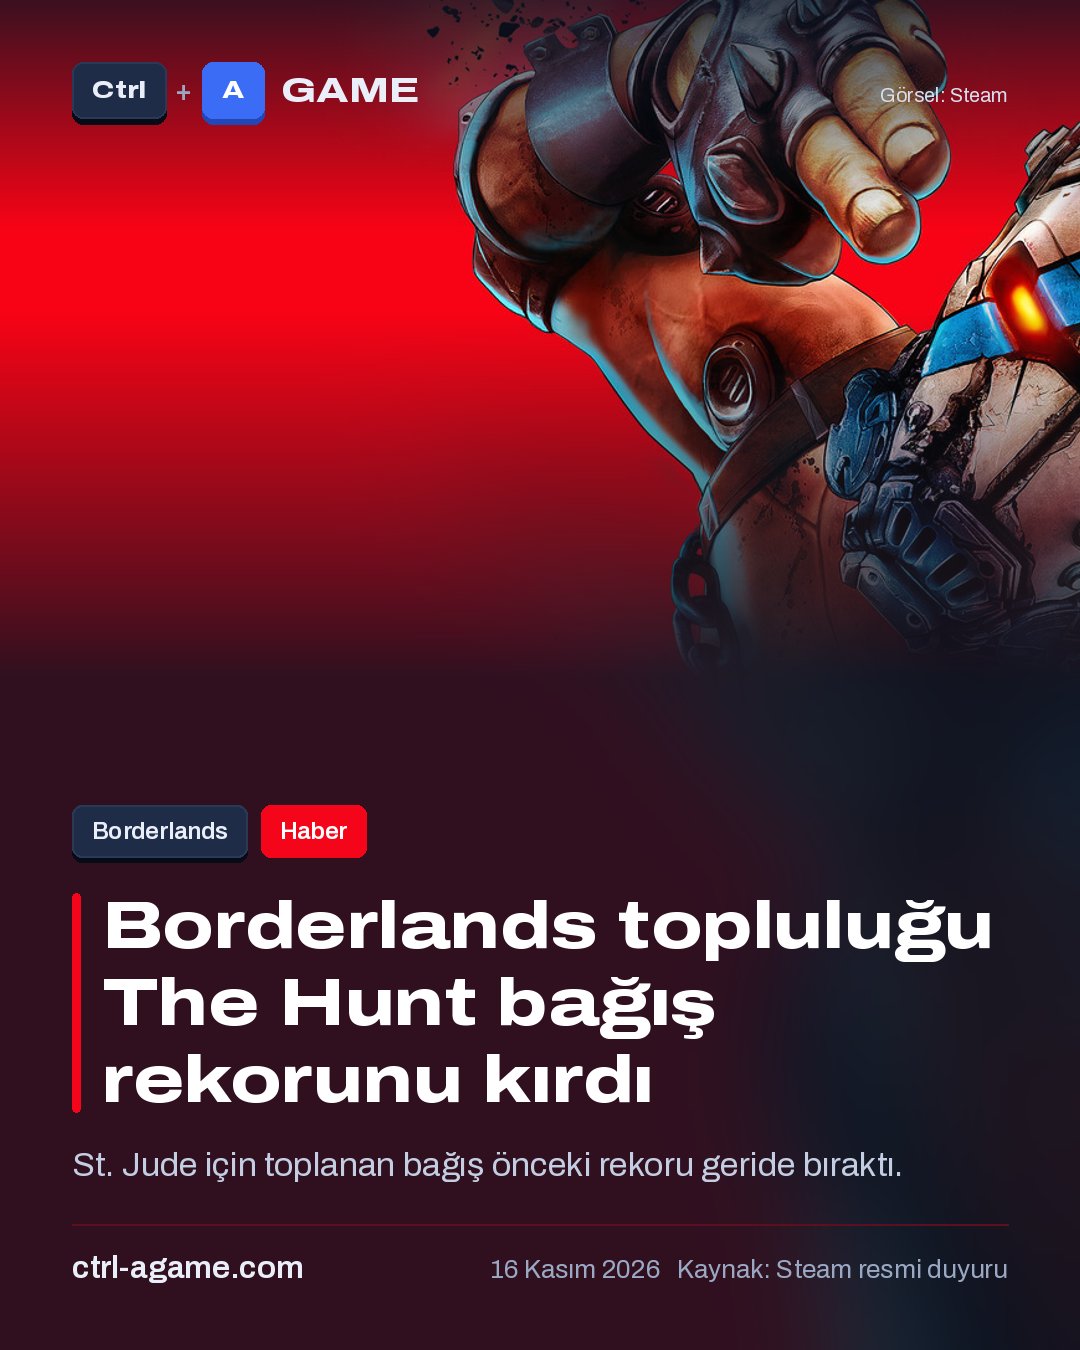 Ctrl + A GAME
Görsel: Steam
Borderlands Haber
Borderlands topluluğu
The Hunt bağış
rekorunu kırdı
St. Jude için toplanan bağış önceki rekoru geride bıraktı.
ctrl-agame.com
16 Kasım 2026 Kaynak: Steam resmi duyuru